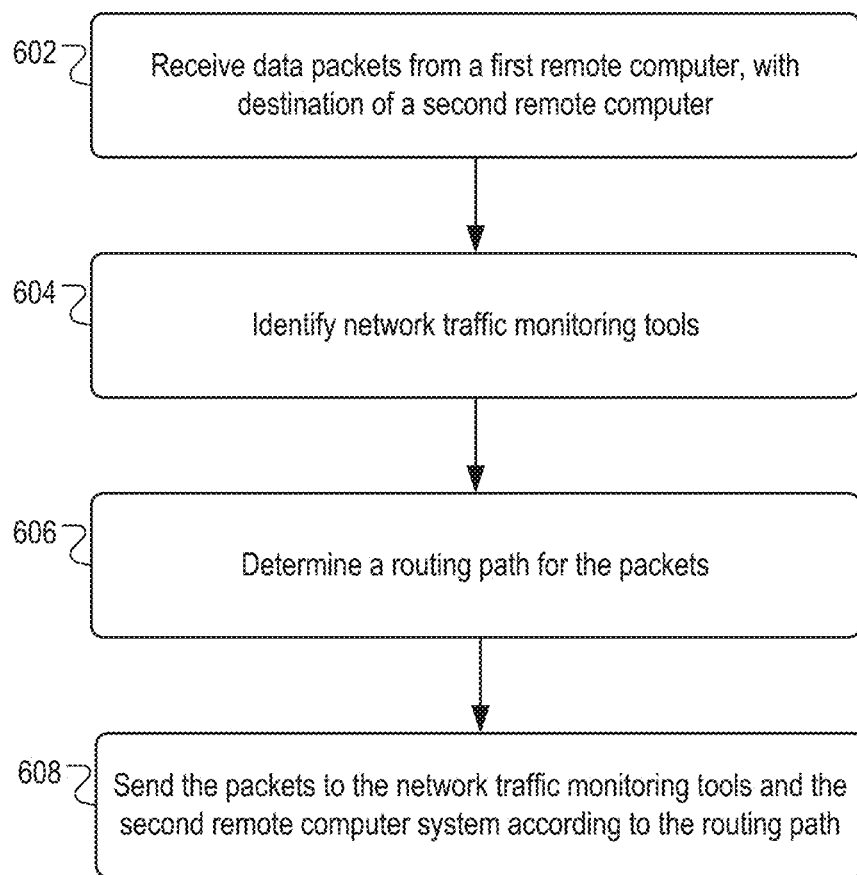 602
Receive data packets from a first remote computer, with
destination of a second remote computer
604
Identify network traffic monitoring tools
606
Determine a routing path for the packets
608
Send the packets to the network traffic monitoring tools and the
second remote computer system according to the routing path